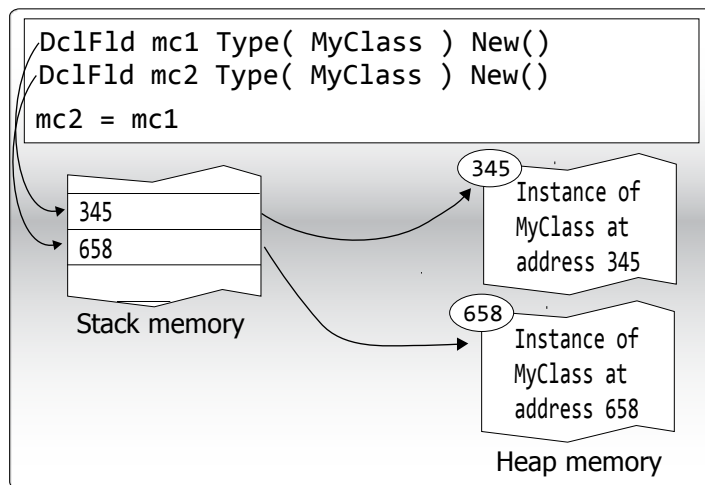 DclFld mc1 Type( MyClass ) New()
DclFld mc2 Type( MyClass ) New()
mc2 = mc1
345
658
Stack memory
345
Instance of
MyClass at
address 345
658
Instance of
MyClass at
address 658
Heap memory